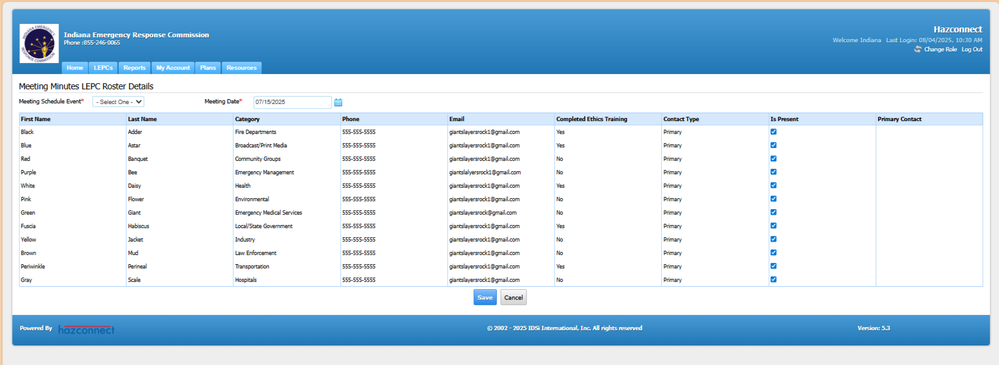 INDIANA EMERGENCY RESPONSE COMMISSION
Indiana Emergency Response Commission
Phone :855-246-0065
Hazconnect
Welcome Indiana Last Login: 08/04/2025, 10:30 AM
Change Role Log Out
Home LEPCs Reports My Account Plans Resources
Meeting Minutes LEPC Roster Details
Meeting Schedule Event* - Select One - Meeting Date* 07/15/2025
First Name Last Name Category Phone Email Completed Ethics Training Contact Type Is Present Primary Contact
Black Adder Fire Departments 555-555-5555 giantslayersrock1@gmail.com Yes Primary
Blue Astar Broadcast/Print Media 555-555-5555 giantslayersrock1@gmail.com Yes Primary
Red Banquet Community Groups 555-555-5555 giantslayersrock1@gmail.com No Primary
Purple Bee Emergency Management 555-555-5555 giantslalyersrock1@gmail.com No Primary
White Daisy Health 555-555-5555 giantslayersrock1@gmail.com Yes Primary
Pink Flower Environmental 555-555-5555 giantslayersrock1@gmail.com No Primary
Green Giant Emergency Medical Services 555-555-5555 giantslayersrock@gmail.com No Primary
Fuscia Habiscus Local/State Government 555-555-5555 giantslayersrock1@gmail.com Yes Primary
Yellow Jacket Industry 555-555-5555 giantslayersrock1@gmail.com No Primary
Brown Mud Law Enforcement 555-555-5555 giantslayersrock1@gmail.com No Primary
Periwinkle Perineal Transportation 555-555-5555 giantslayersrock1@gmail.com Yes Primary
Gray Scale Hospitals 555-555-5555 giantslayersrock1@gmail.com No Primary
Save Cancel
Powered By hazconnect © 2002 - 2025 IDSi International, Inc. All rights reserved Version: 5.3